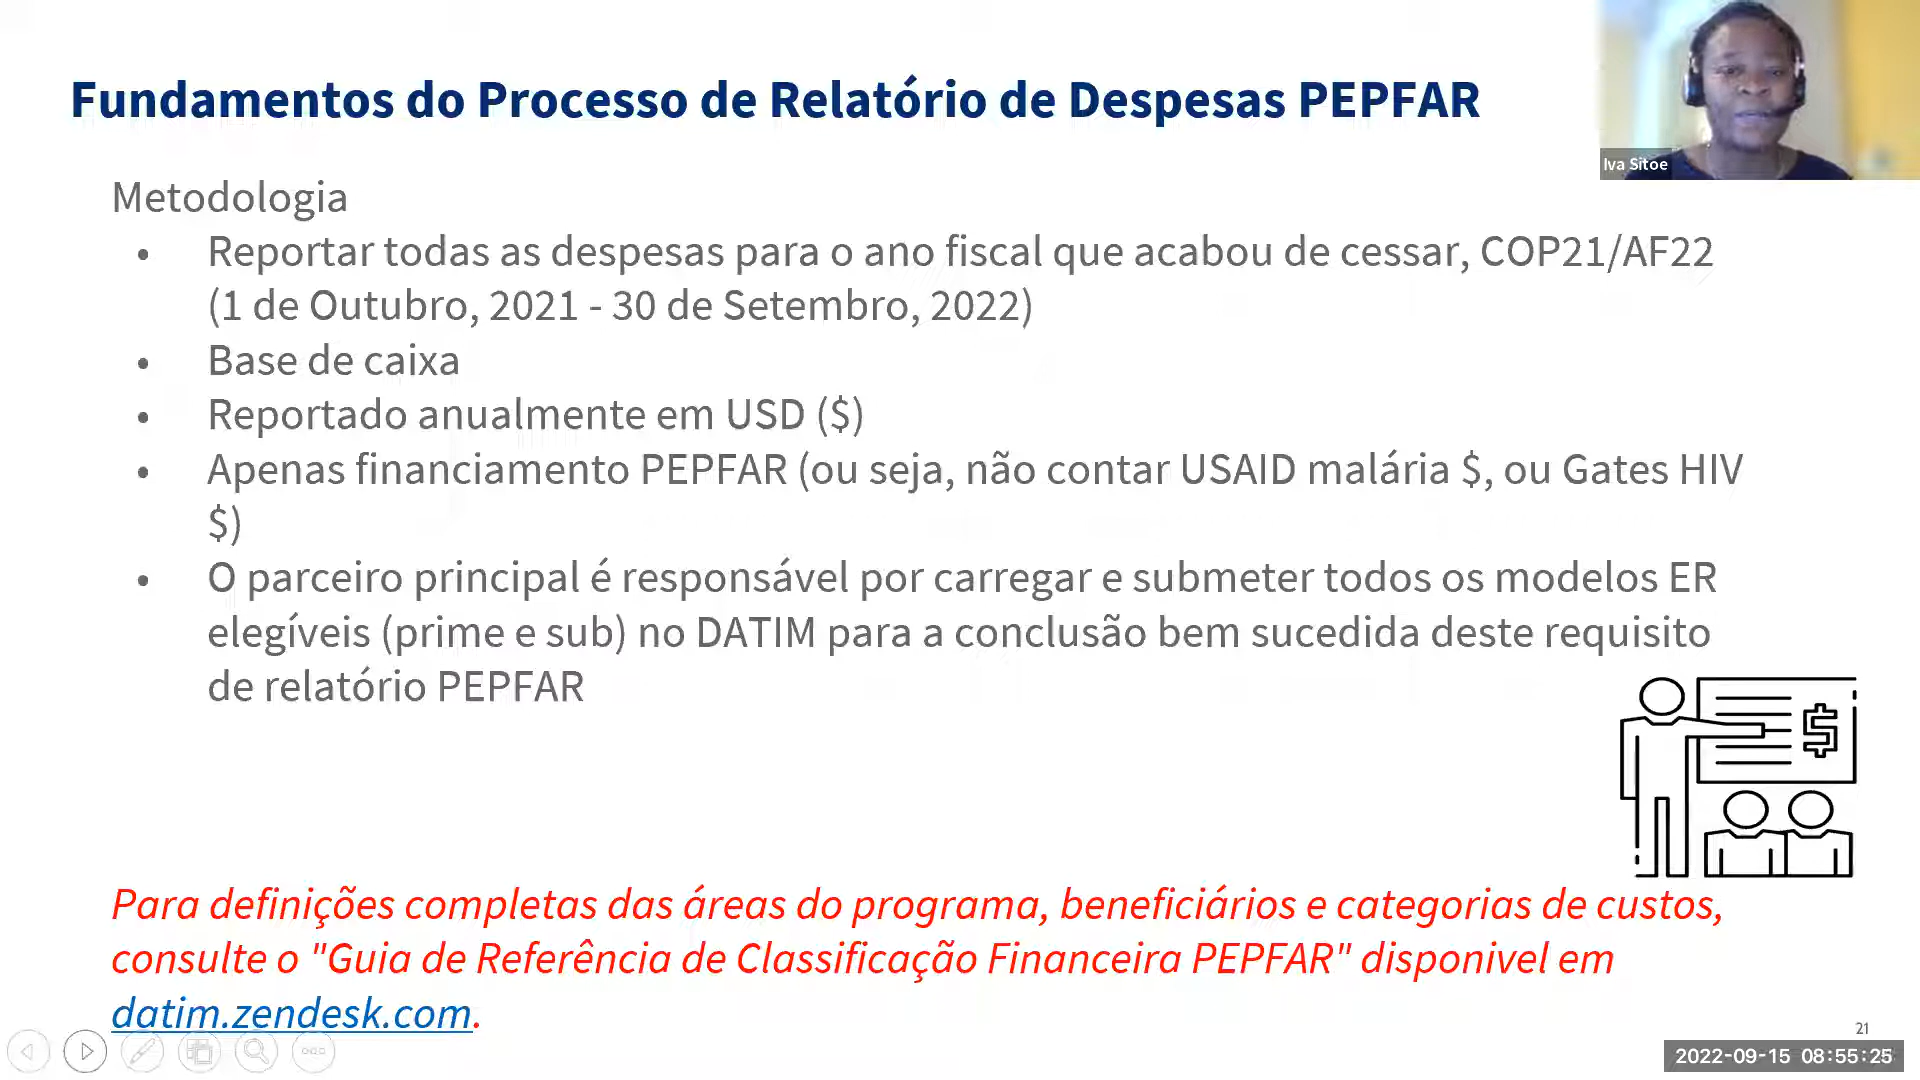 Fundamentos do Processo de Relatório de Despesas PEPFAR
Iva Sitoe
Metodologia
• Reportar todas as despesas para o ano fiscal que acabou de cessar, COP21/AF22
(1 de Outubro, 2021 - 30 de Setembro, 2022)
• Base de caixa
• Reportado anualmente em USD ($)
• Apenas financiamento PEPFAR (ou seja, não contar USAID malária $, ou Gates HIV
$)
• O parceiro principal é responsável por carregar e submeter todos os modelos ER
elegíveis (prime e sub) no DATIM para a conclusão bem sucedida deste requisito
de relatório PEPFAR
$
Para definições completas das áreas do programa, beneficiários e categorias de custos,
consulte o "Guia de Referência de Classificação Financeira PEPFAR" disponivel em
datim.zendesk.com.
21
2022-09-15 08:55:25